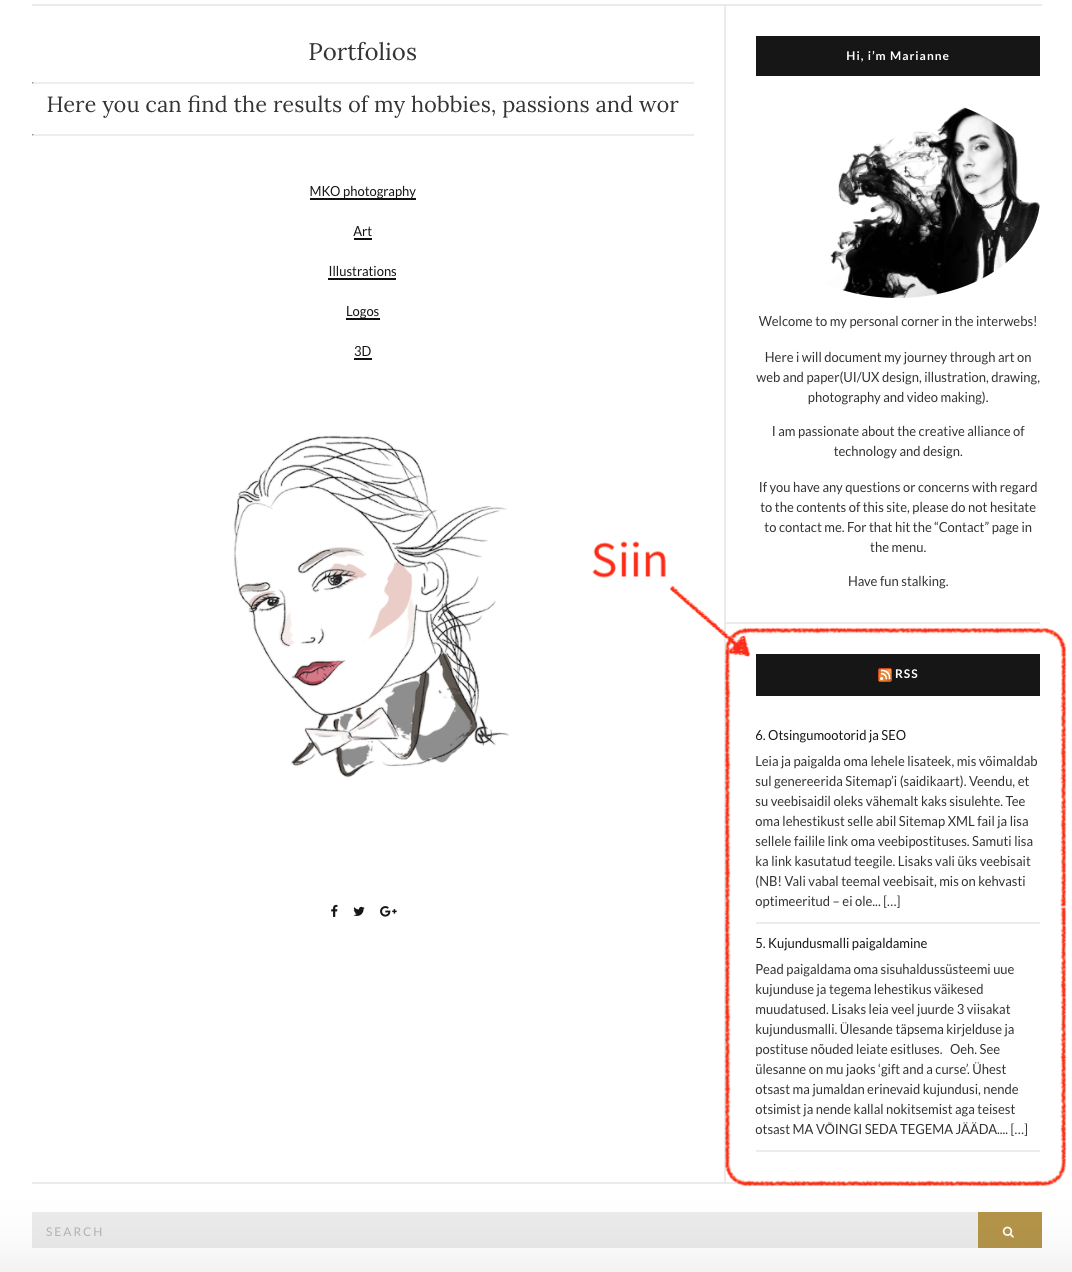 Portfolios
Here you can find the results of my hobbies, passions and wor
MKO photography
Art
Illustrations
Logos
3D
Hi, i'm Marianne
Welcome to my personal corner in the interwebs!
Here i will document my journey through art on
web and paper(UI/UX design, illustration, drawing,
photography and video making).
I am passionate about the creative alliance of
technology and design.
If you have any questions or concerns with regard
to the contents of this site, please do not hesitate
to contact me. For that hit the “Contact” page in
the menu.
Have fun stalking.
Siin
RSS
6. Otsingumootorid ja SEO
Leia ja paigalda oma lehele lisateek, mis võimaldab
sul genereerida Sitemap’i (saidikaart). Veendu, et
su veebisaidil oleks vähemalt kaks sisulehte. Tee
oma lehestikust selle abil Sitemap XML fail ja lisa
sellele failile link oma veebipostituses. Samuti lisa
ka link kasutatud teegile. Lisaks vali üks veebisait
(NB! Vali vabal teemal veebisait, mis on kehvasti
optimeeritud – ei ole... […]
5. Kujundusmalli paigaldamine
Pead paigaldama oma sisuhaldussüsteemi uue
kujunduse ja tegema lehestikus väikesed
muudatused. Lisaks leia veel juurde 3 viisakat
kujundusmalli. Ülesande täpsema kirjelduse ja
postituse nõuded leiate esitluses. Oeh. See
ülesanne on mu jaoks ‘gift and a curse’. Ühest
otsast ma jumaldan erinevaid kujundusi, nende
otsimist ja nende kallal nokitsemist aga teisest
otsast MA VÕINGI SEDA TEGEMA JÄÄDA.... […]
SEARCH